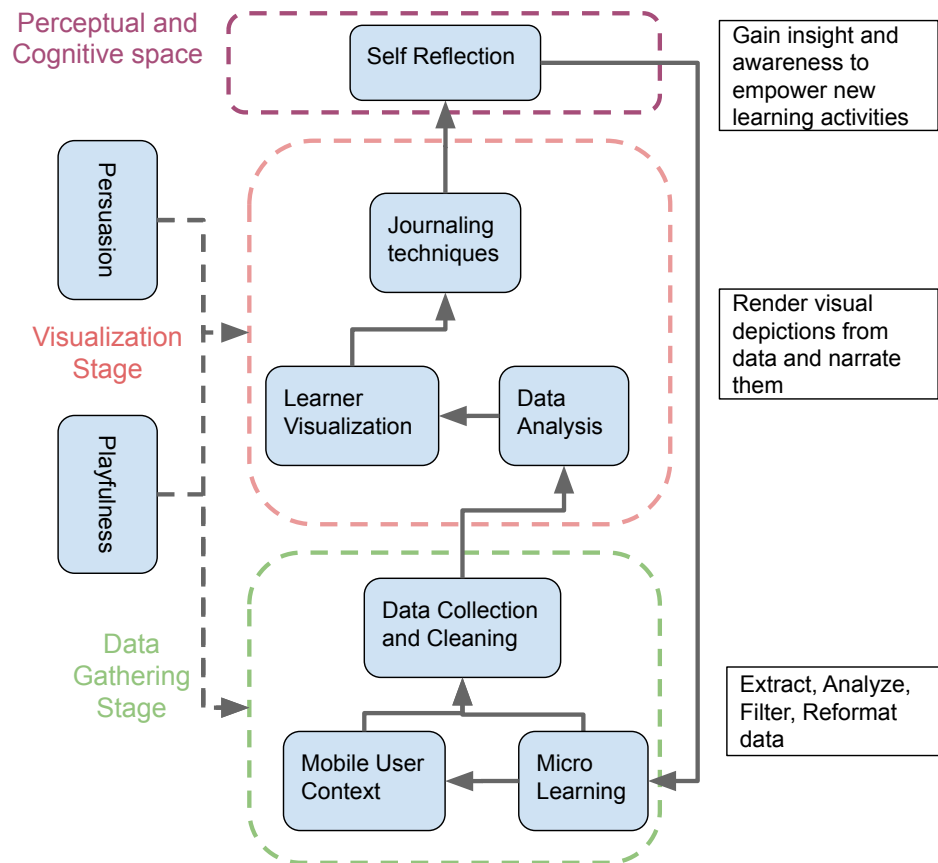 Perceptual and
Cognitive space
Self Reflection
Gain insight and
awareness to
empower new
learning activities
Persuasion
Journaling
techniques
Visualization
Stage
Render visual
depictions from
data and narrate
them
Learner
Visualization
Data
Analysis
Playfulness
Data Collection
and Cleaning
Data
Gathering
Stage
Extract, Analyze,
Filter, Reformat
data
Mobile User
Context
Micro
Learning